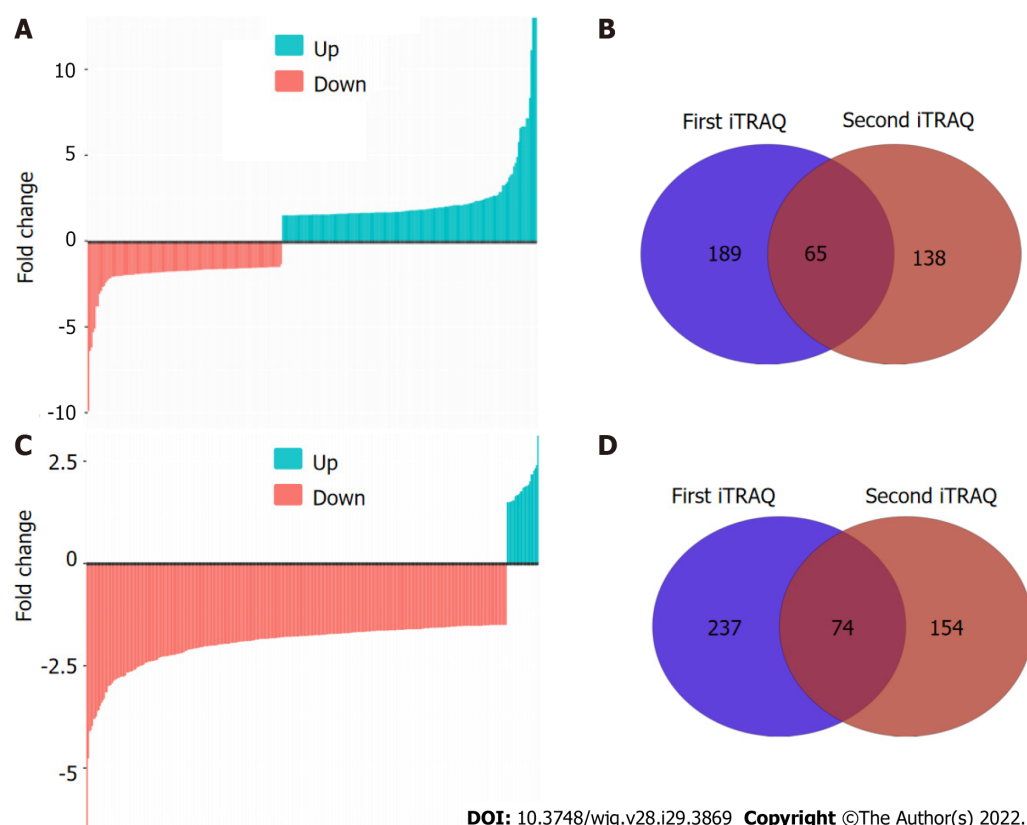 A
Up
Down
10
5
0
-5
-10
Fold change
B
First iTRAQ
Second iTRAQ
189
65
138
C
Up
Down
2.5
0
-2.5
-5
Fold change
D
First iTRAQ
Second iTRAQ
237
74
154
DOI: 10.3748/wjg.v28.i29.3869 Copyright ©The Author(s) 2022.